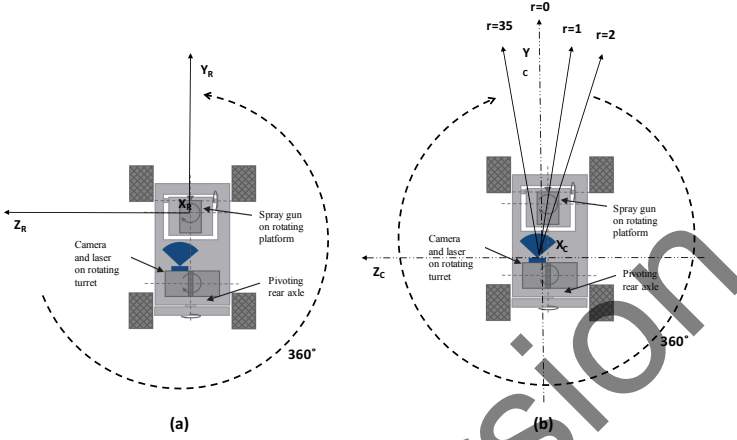 Y_R
X_R
Z_R
Spray gun
on rotating
platform
Camera
and laser
on rotating
turret
Pivoting
rear axle
360°
(a)
r=0
r=35
r=1
r=2
Y
C
Spray gun
on rotating
platform
Camera
and laser
on rotating
turret
X_C
Z_C
Pivoting
rear axle
360°
(b)
sion